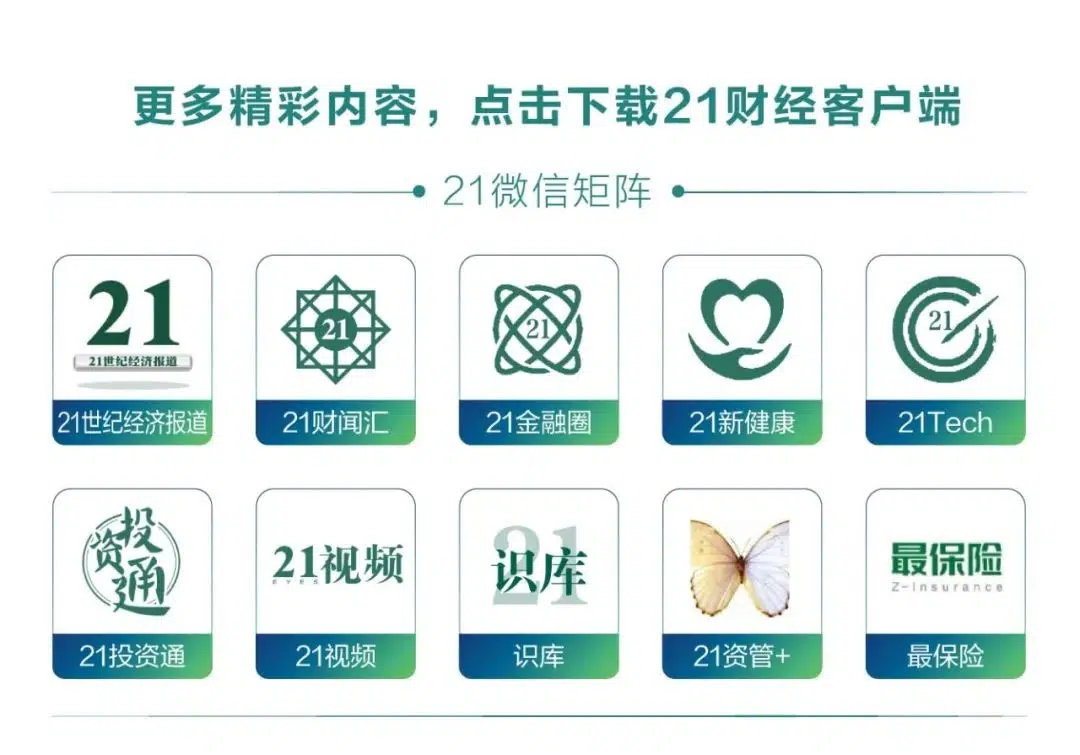 更多精彩内容，点击下载21财经客户端
21微信矩阵
21
21世纪经济报道
21世纪经济报道
21
21财闻汇
21
21金融圈
21新健康
21
21Tech
投资通
21投资通
21视频
EYES
21视频
21
识库
识库
21资管+
最保险
Z-insurance
最保险